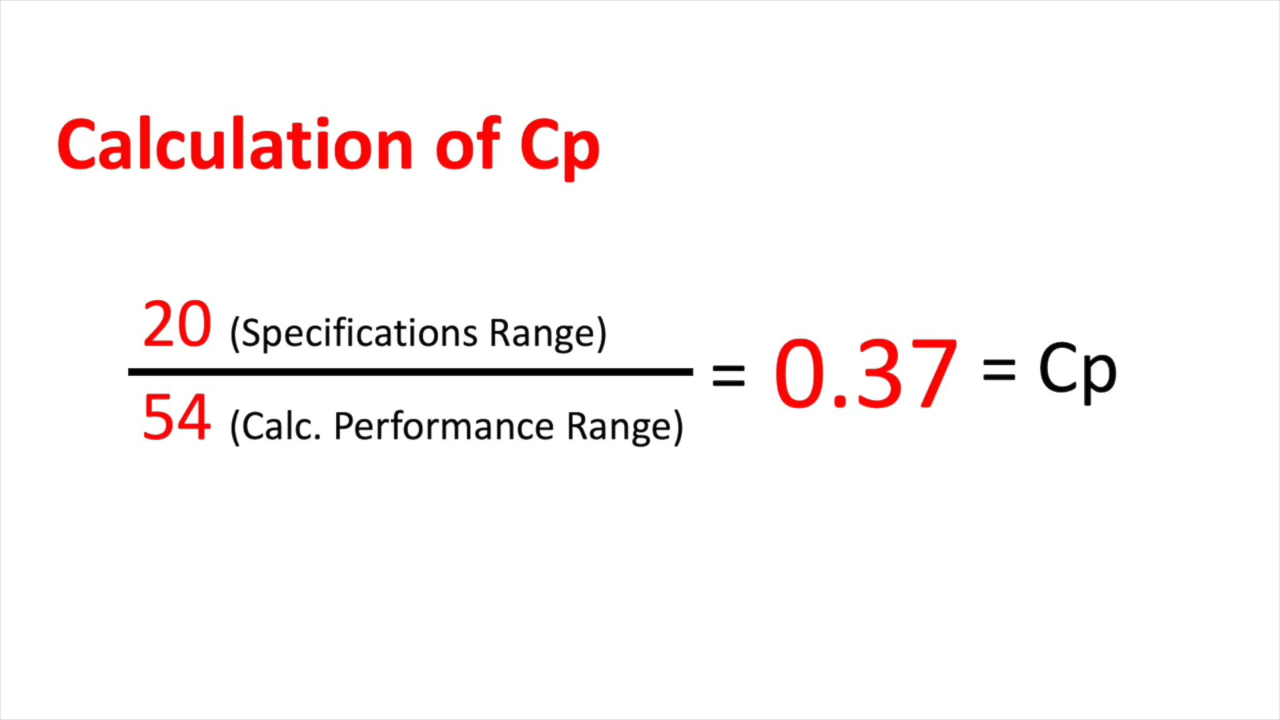 Calculation of Cp
20 (Specifications Range)
54 (Calc. Performance Range)
= 0.37 = Cp